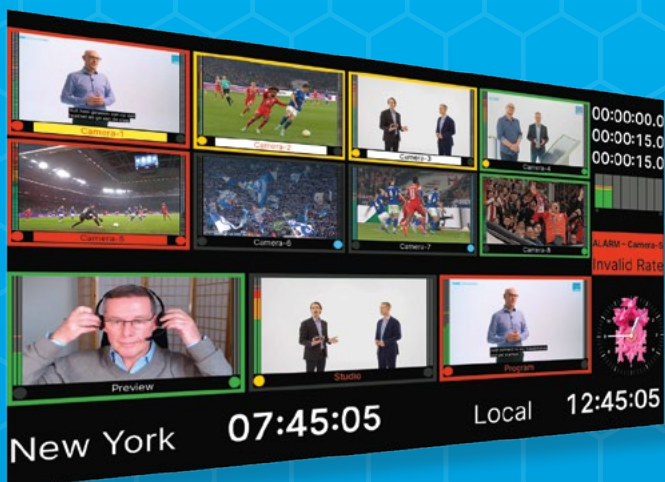 Camera-1
Camera-2
Camera-3
Camera-4
00:00:00.0
00:00:15.0
00:00:15.0
Camera-5
Camera-6
Camera-7
Camera-8
ALARM – Camera-5
Invalid Rate
Preview
Studio
Program
New York
07:45:05
Local
12:45:05